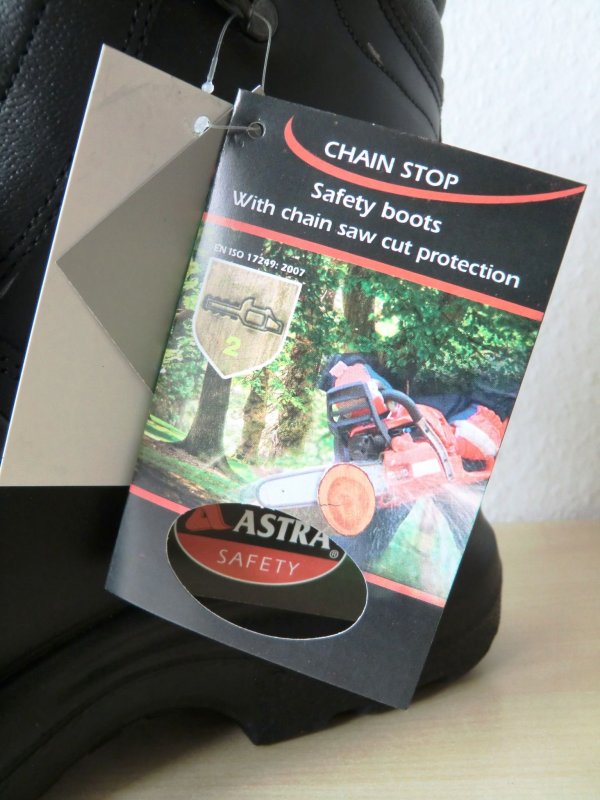 CHAIN STOP
Safety boots
With chain saw cut protection
EN ISO 17249: 2007
2
ASTRA®
SAFETY